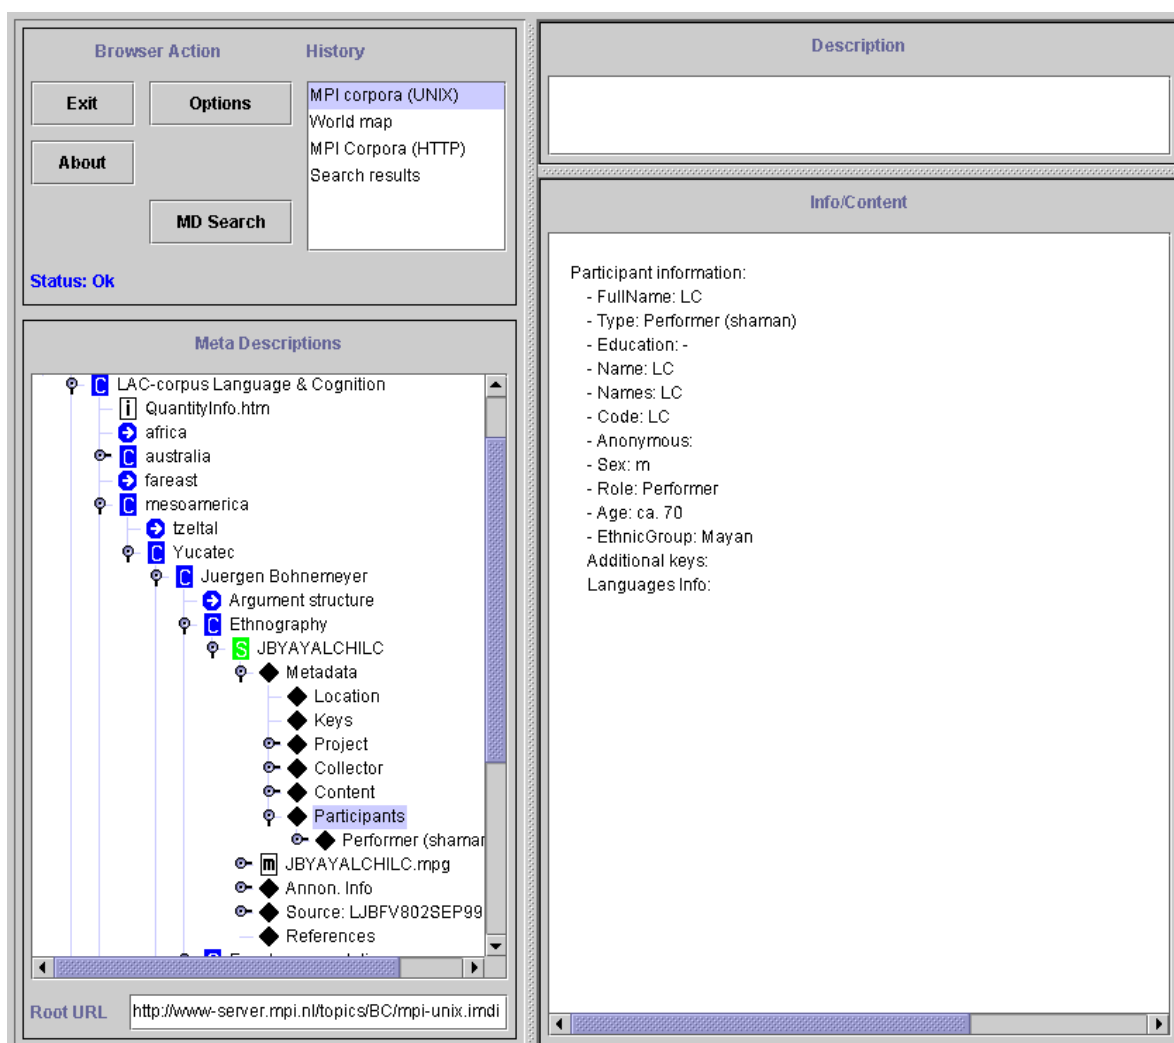 Browser Action
History
Exit
Options
About
MD Search
MPI corpora (UNIX)
World map
MPI Corpora (HTTP)
Search results
Status: Ok
Meta Descriptions
C LAC-corpus Language & Cognition
i QuantityInfo.htm
africa
C australia
fareast
C mesoamerica
tzeltal
C Yucatec
C Juergen Bohnemeyer
Argument structure
C Ethnography
S JBYAYALCHILC
Metadata
Location
Keys
Project
Collector
Content
Participants
Performer (shaman
m JBYAYALCHILC.mpg
Annon. Info
Source: LJBFV802SEP99
References
Root URL
http://www-server.mpi.nl/topics/BC/mpi-unix.imdi
Description
Info/Content
Participant information:
- FullName: LC
- Type: Performer (shaman)
- Education: -
- Name: LC
- Names: LC
- Code: LC
- Anonymous:
- Sex: m
- Role: Performer
- Age: ca. 70
- EthnicGroup: Mayan
Additional keys:
Languages Info: